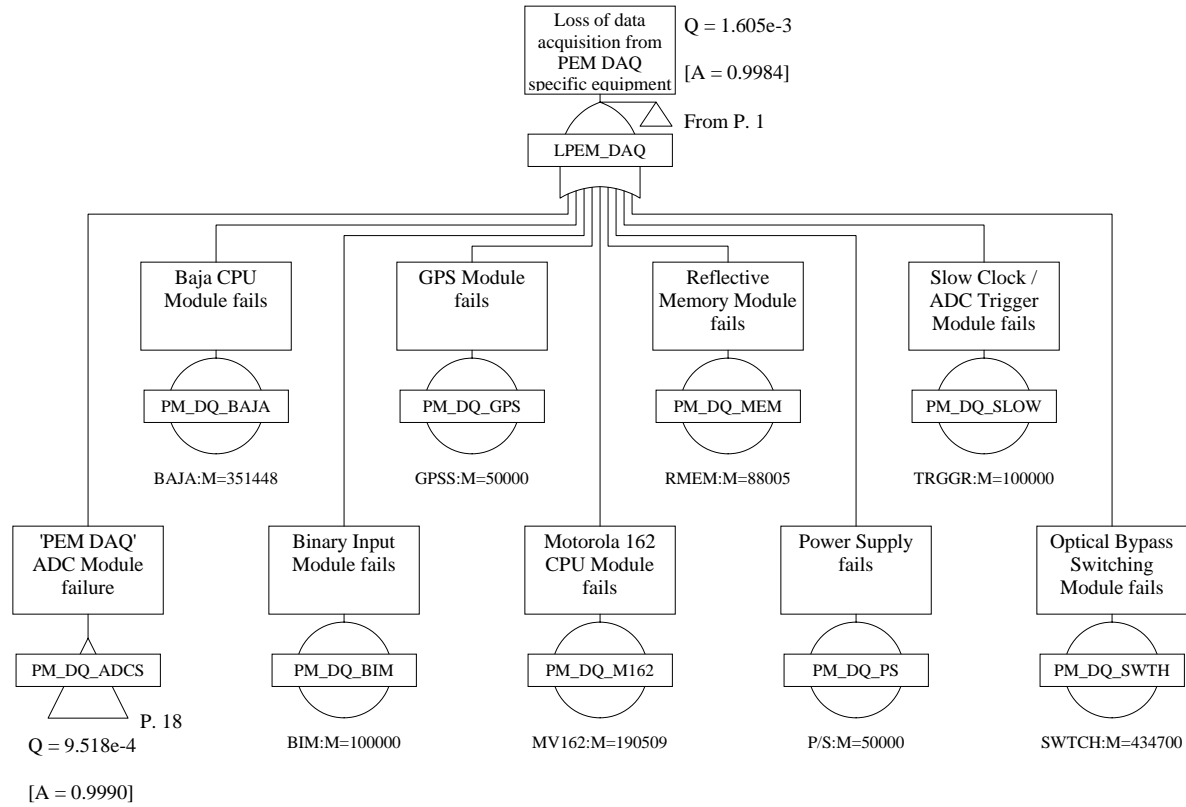 Loss of data
acquisition from
PEM DAQ
specific equipment
Q = 1.605e-3
[A = 0.9984]
From P. 1
LPEM_DAQ
Baja CPU
Module fails
PM_DQ_BAJA
BAJA:M=351448
GPS Module
fails
PM_DQ_GPS
GPSS:M=50000
Reflective
Memory Module
fails
PM_DQ_MEM
RMEM:M=88005
Slow Clock /
ADC Trigger
Module fails
PM_DQ_SLOW
TRGGR:M=100000
'PEM DAQ'
ADC Module
failure
PM_DQ_ADCS
P. 18
Q = 9.518e-4
[A = 0.9990]
Binary Input
Module fails
PM_DQ_BIM
BIM:M=100000
Motorola 162
CPU Module
fails
PM_DQ_M162
MV162:M=190509
Power Supply
fails
PM_DQ_PS
P/S:M=50000
Optical Bypass
Switching
Module fails
PM_DQ_SWTH
SWTCH:M=434700